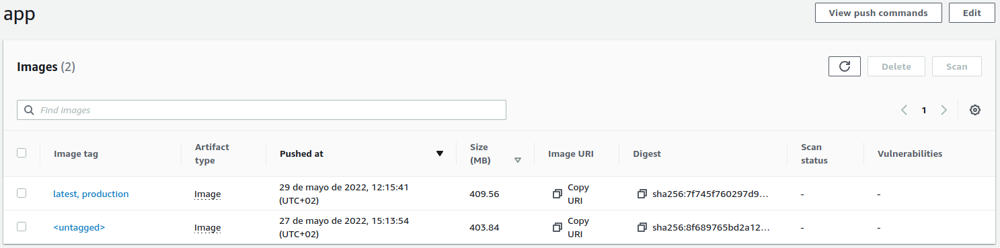 app
View push commands
Edit
Images (2)
Delete
Scan
Find Images
1
Image tag
Artifact type
Pushed at
Size (MB)
Image URI
Digest
Scan status
Vulnerabilities
latest, production
Image
29 de mayo de 2022, 12:15:41 (UTC+02)
409.56
Copy URI
sha256:7f745f760297d9...
-
-
<untagged>
Image
27 de mayo de 2022, 15:13:54 (UTC+02)
403.84
Copy URI
sha256:8f689765bd2a12...
-
-